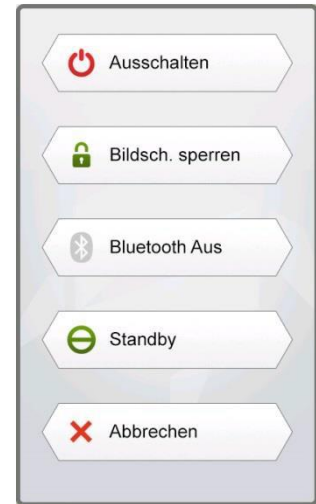 Ausschalten
Bildsch. sperren
Bluetooth Aus
Standby
Abbrechen